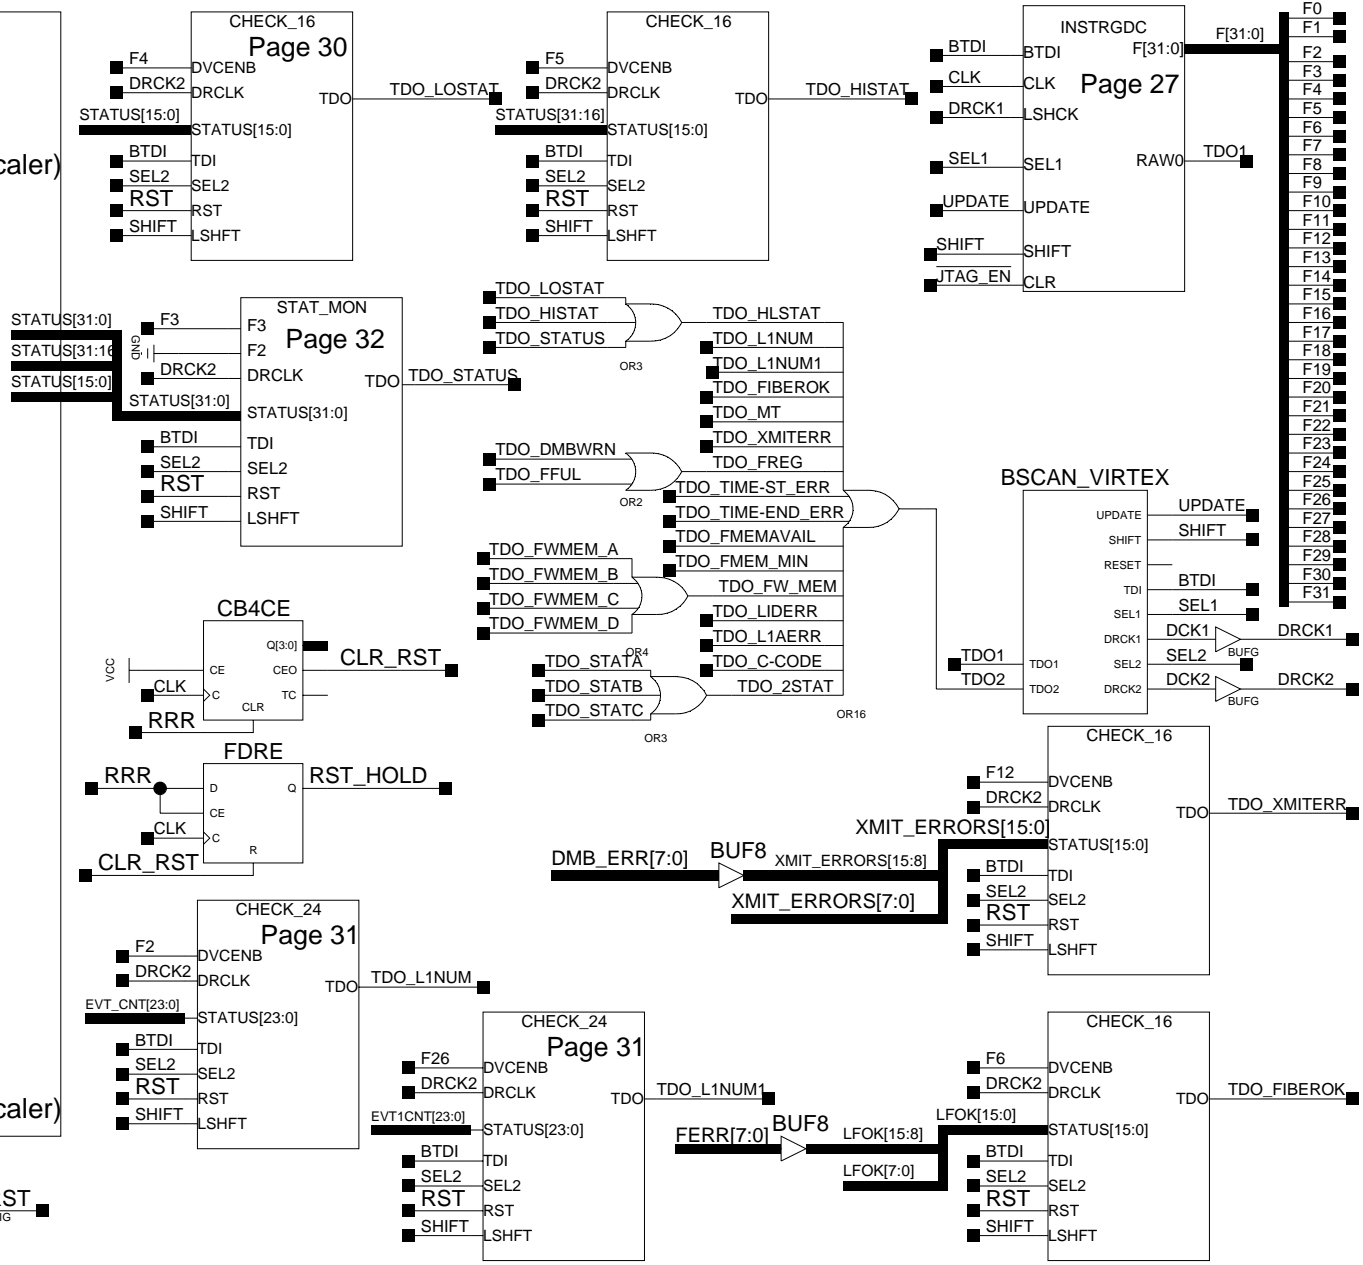 caler)
CHECK_16
Page 30
F4
DVCENB
DRCK2
DRCLK
TDO
TDO_LOSTAT
STATUS[15:0]
STATUS[15:0]
BTDI
TDI
SEL2
SEL2
RST
RST
SHIFT
LSHFT
CHECK_16
F5
DVCENB
DRCK2
DRCLK
TDO
TDO_HISTAT
STATUS[31:16]
STATUS[15:0]
BTDI
TDI
SEL2
SEL2
RST
RST
SHIFT
LSHFT
INSTRGDC
F[31:0]
F[31:0]
BTDI
BTDI
Page 27
CLK
CLK
DRCK1
LSHCK
SEL1
SEL1
RAW0
TDO1
UPDATE
UPDATE
SHIFT
SHIFT
JTAG_EN
CLR
F0
F1
F2
F3
F4
F5
F6
F7
F8
F9
F10
F11
F12
F13
F14
F15
F16
F17
F18
F19
F20
F21
F22
F23
F24
F25
F26
F27
F28
F29
F30
F31
STAT_MON
Page 32
STATUS[31:0]
STATUS[31:16
STATUS[15:0]
F3
F3
GND
F2
DRCK2
DRCLK
TDO
TDO_STATUS
STATUS[31:0]
STATUS[31:0]
BTDI
TDI
SEL2
SEL2
RST
RST
SHIFT
LSHFT
TDO_LOSTAT
TDO_HISTAT
TDO_STATUS
OR3
TDO_HLSTAT
TDO_L1NUM
TDO_L1NUM1
TDO_FIBEROK
TDO_MT
TDO_XMITERR
TDO_DMBWRN
TDO_FFUL
OR2
TDO_FREG
TDO_TIME-ST_ERR
TDO_TIME-END_ERR
TDO_FMEMAVAIL
TDO_FMEM_MIN
TDO_FWMEM_A
TDO_FWMEM_B
TDO_FWMEM_C
TDO_FWMEM_D
OR4
TDO_FW_MEM
TDO_LIDERR
TDO_L1AERR
TDO_C-CODE
TDO_STATA
TDO_STATB
TDO_STATC
OR3
TDO_2STAT
OR16
BSCAN_VIRTEX
UPDATE
UPDATE
SHIFT
SHIFT
RESET
TDI
BTDI
SEL1
SEL1
DRCK1
DCK1
BUFG
DRCK1
TDO1
TDO1
SEL2
SEL2
TDO2
TDO2
DRCK2
DCK2
BUFG
DRCK2
CB4CE
Q[3:0]
VCC
CE
CEO
CLR_RST
CLK
C
TC
CLR
RRR
FDRE
RRR
D
Q
RST_HOLD
CE
CLK
C
R
CLR_RST
CHECK_16
F12
DVCENB
DRCK2
DRCLK
TDO
TDO_XMITERR
XMIT_ERRORS[15:0]
STATUS[15:0]
DMB_ERR[7:0]
BUF8
XMIT_ERRORS[15:8]
XMIT_ERRORS[7:0]
BTDI
TDI
SEL2
SEL2
RST
RST
SHIFT
LSHFT
CHECK_24
Page 31
F2
DVCENB
DRCK2
DRCLK
TDO
TDO_L1NUM
EVT_CNT[23:0]
STATUS[23:0]
BTDI
TDI
SEL2
SEL2
RST
RST
SHIFT
LSHFT
caler)
CHECK_24
Page 31
F26
DVCENB
DRCK2
DRCLK
TDO
TDO_L1NUM1
EVT1CNT[23:0]
STATUS[23:0]
BTDI
TDI
SEL2
SEL2
RST
RST
SHIFT
LSHFT
CHECK_16
F6
DVCENB
DRCK2
DRCLK
TDO
TDO_FIBEROK
LFOK[15:0]
STATUS[15:0]
FERR[7:0]
BUF8
LFOK[15:8]
LFOK[7:0]
BTDI
TDI
SEL2
SEL2
RST
RST
SHIFT
LSHFT
ST